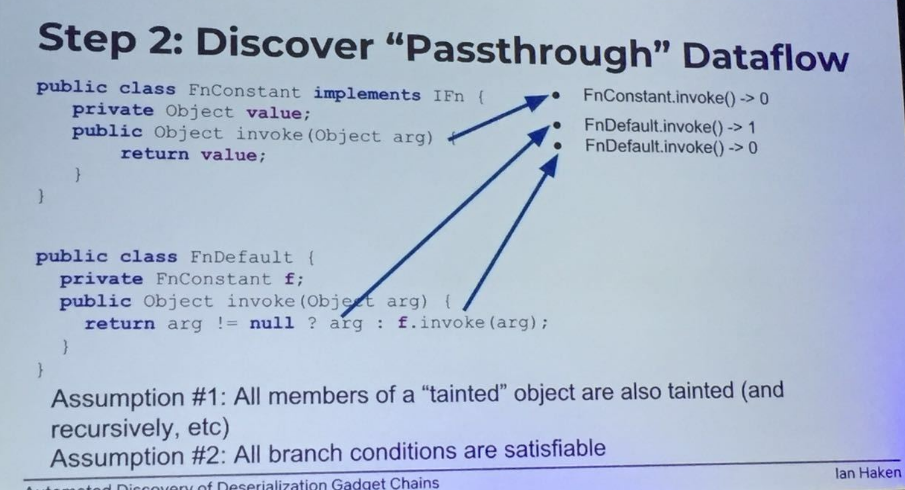 Step 2: Discover “Passthrough” Dataflow
public class FnConstant implements IFn {
private Object value;
public Object invoke(Object arg) {
return value;
}
}
FnConstant.invoke() -> 0
FnDefault.invoke() -> 1
FnDefault.invoke() -> 0
public class FnDefault {
private FnConstant f;
public Object invoke(Object arg) {
return arg != null ? arg : f.invoke(arg);
}
}
Assumption #1: All members of a “tainted” object are also tainted (and
recursively, etc)
Assumption #2: All branch conditions are satisfiable
Automated Discovery of Deserialization Gadget Chains
Ian Haken